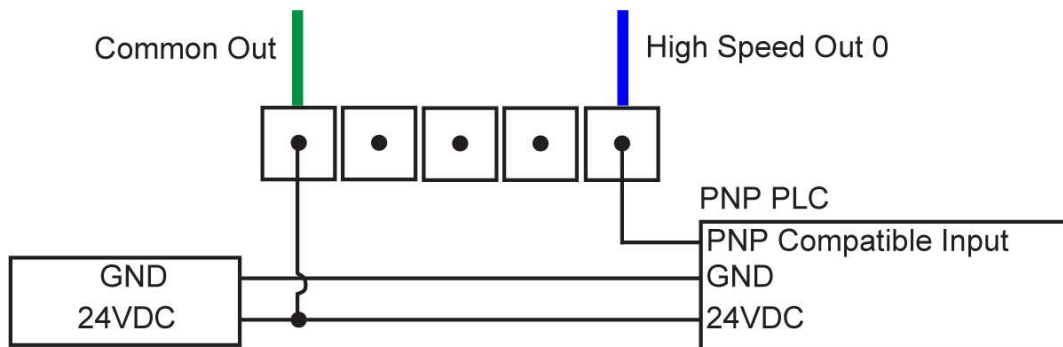 Common Out
High Speed Out 0
PNP PLC
PNP Compatible Input
GND
GND
24VDC
24VDC